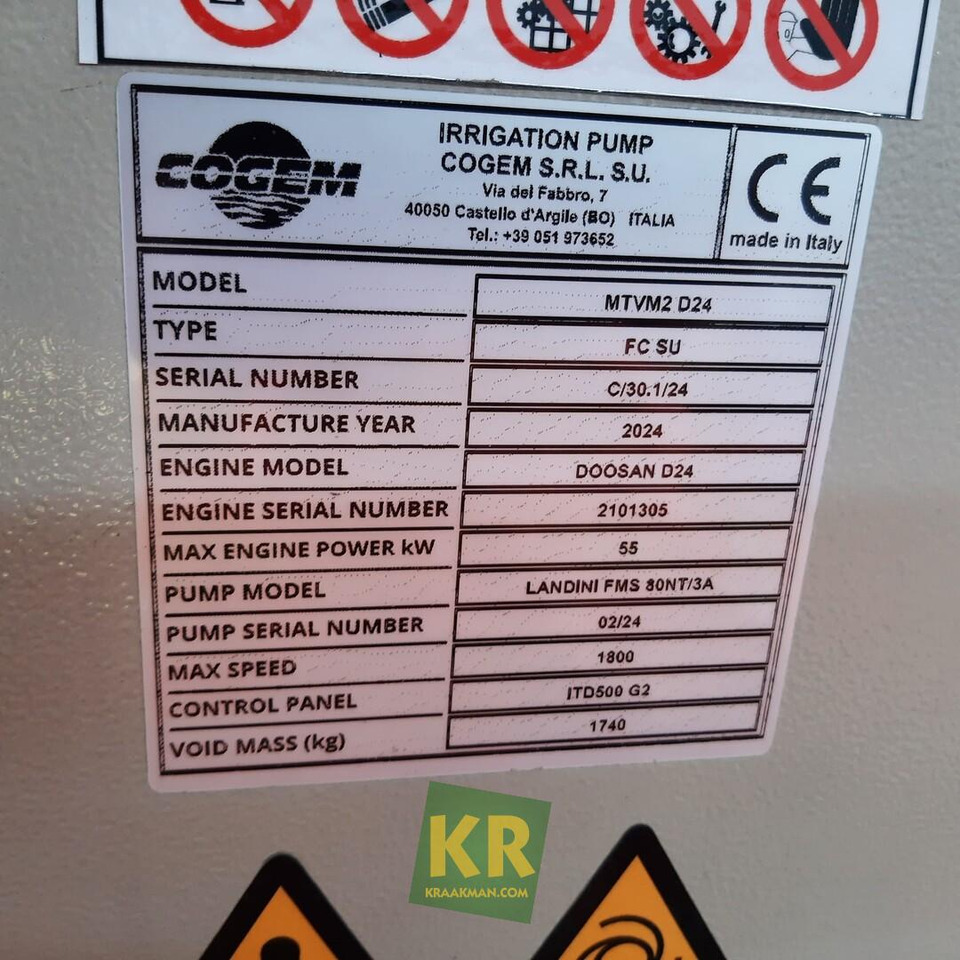 COGEM
IRRIGATION PUMP
COGEM S.R.L. S.U.
Via del Fabbro, 7
40050 Castello d'Argile (BO) ITALIA
Tel.: +39 051 973652
CE
made in Italy
MODEL MTVM2 D24
TYPE FC SU
SERIAL NUMBER C/30.1/24
MANUFACTURE YEAR 2024
ENGINE MODEL DOOSAN D24
ENGINE SERIAL NUMBER 2101305
MAX ENGINE POWER kW 55
PUMP MODEL LANDINI FMS 80NT/3A
PUMP SERIAL NUMBER 02/24
MAX SPEED 1800
CONTROL PANEL ITD500 G2
VOID MASS (kg) 1740
KR
KRAAKMAN.COM